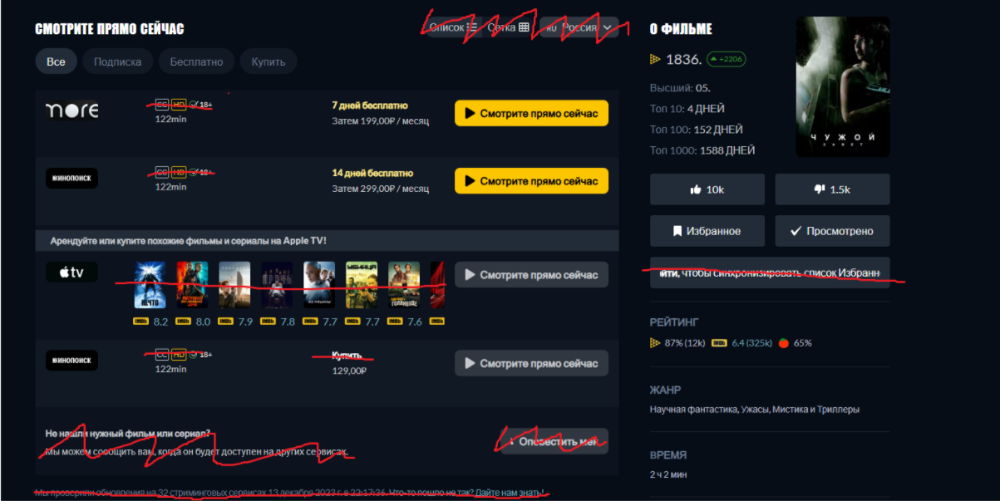 СМОТРИТЕ ПРЯМО СЕЙЧАС
Список Сетка RU Россия
Все Подписка Бесплатно Купить
more
CC HD 18+
122min
7 дней бесплатно
Затем 199,00₽ / месяц
Смотрите прямо сейчас
КИНОПОИСК
CC HD 18+
122min
14 дней бесплатно
Затем 299,00₽ / месяц
Смотрите прямо сейчас
Арендуйте или купите похожие фильмы и сериалы на Apple TV!
tv
НЕЧТО
УБИЙЦА
Смотрите прямо сейчас
IMDb 8.2 IMDb 8.0 IMDb 7.9 IMDb 7.8 IMDb 7.7 IMDb 7.7 IMDb 7.6 IMDb
КИНОПОИСК
CC HD 18+
122min
Купить
129,00₽
Смотрите прямо сейчас
Не нашли нужный фильм или сериал?
Мы можем сообщить вам, когда он будет доступен на других сервисах.
Оповестить мен
Мы проверили обновления на 32 стриминговых сервисах 13 декабря 2023 г. в 22:17:36. Что-то пошло не так? Дайте нам знать!
О ФИЛЬМЕ
1836. +2206
Высший: 05.
Топ 10: 4 ДНЕЙ
Топ 100: 152 ДНЕЙ
Топ 1000: 1588 ДНЕЙ
ЧУЖОЙ
ЗАВЕТ
10k 1.5k
Избранное Просмотрено
йти, чтобы синхронизировать список Избранн
РЕЙТИНГ
87% (12k) IMDb 6.4 (325k) 65%
ЖАНР
Научная фантастика, Ужасы, Мистика и Триллеры
ВРЕМЯ
2 ч 2 мин